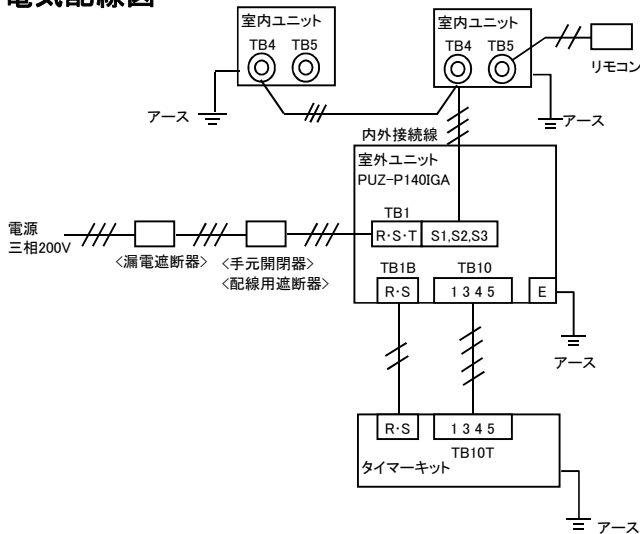 電気配線図
室内ユニット
TB4 TB5
アース
室内ユニット
TB4 TB5
リモコン
アース
内外接続線
室外ユニット
PUZ-P140IGA
TB1
R・S・T S1,S2,S3
電源
三相200V
<漏電遮断器>
<手元開閉器>
<配線用遮断器>
TB1B TB10
R・S 1 3 4 5 E
アース
R・S 1 3 4 5
TB10T
タイマーキット
アース